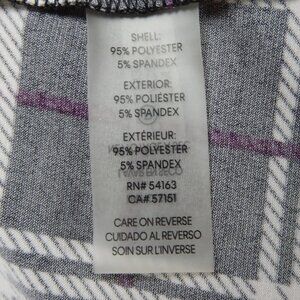 SHELL:
95% POLYESTER
5% SPANDEX
EXTERIOR:
95% POLIÉSTER
5% SPANDEX
EXTÉRIEUR:
95% POLYESTER
5% SPANDEX
RN# 54163
CA# 57151
CARE ON REVERSE
CUIDADO AL REVERSO
SOIN SUR L'INVERSE